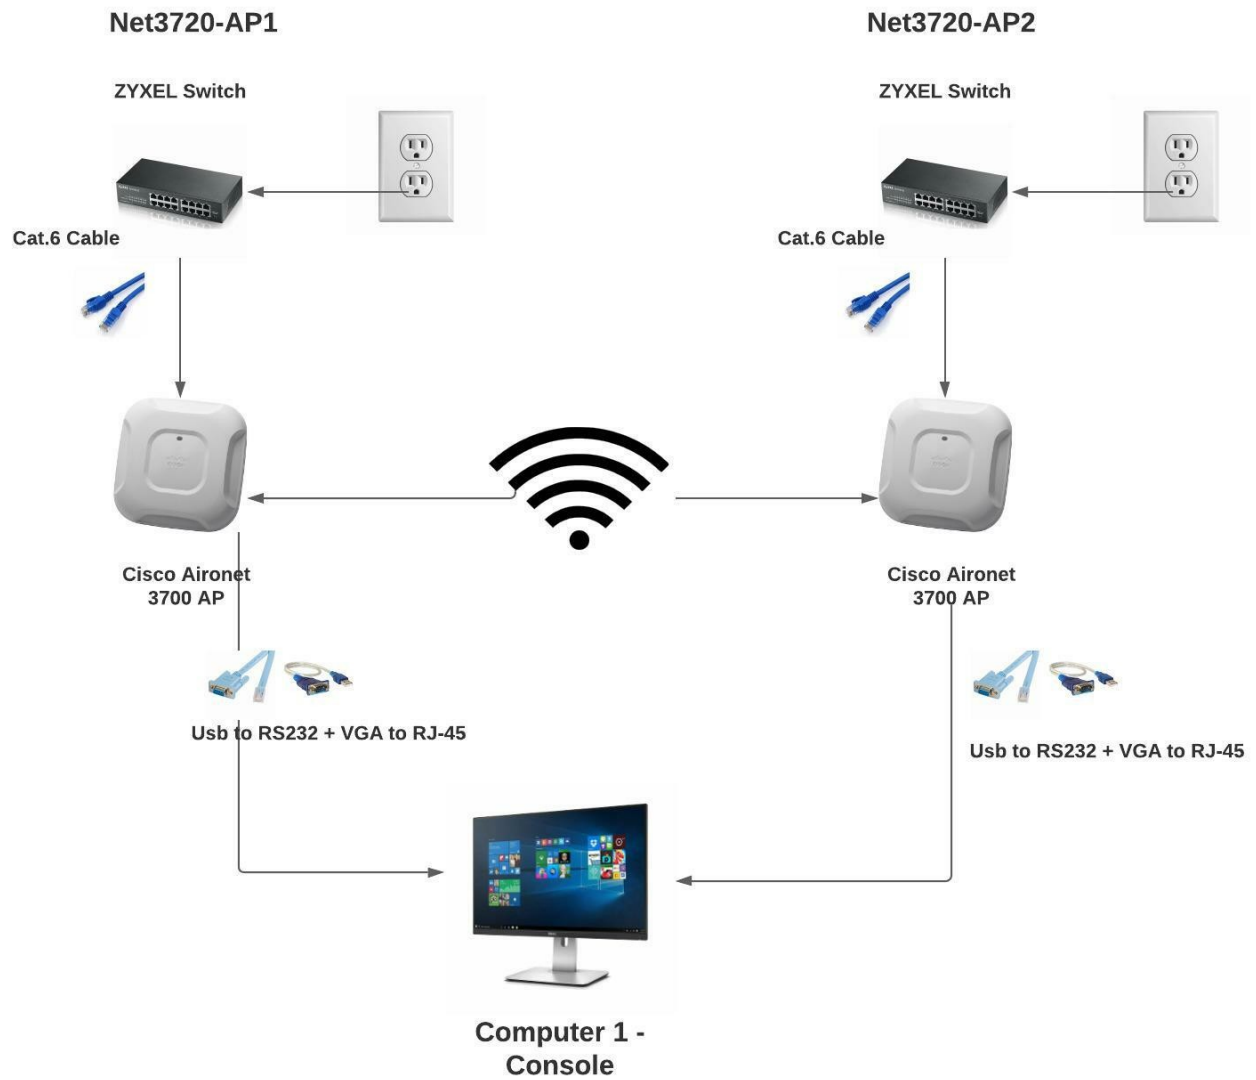 Net3720-AP1
Net3720-AP2
ZYXEL Switch
ZYXEL Switch
Cat.6 Cable
Cat.6 Cable
Cisco Aironet
3700 AP
Cisco Aironet
3700 AP
Usb to RS232 + VGA to RJ-45
Usb to RS232 + VGA to RJ-45
Computer 1 -
Console